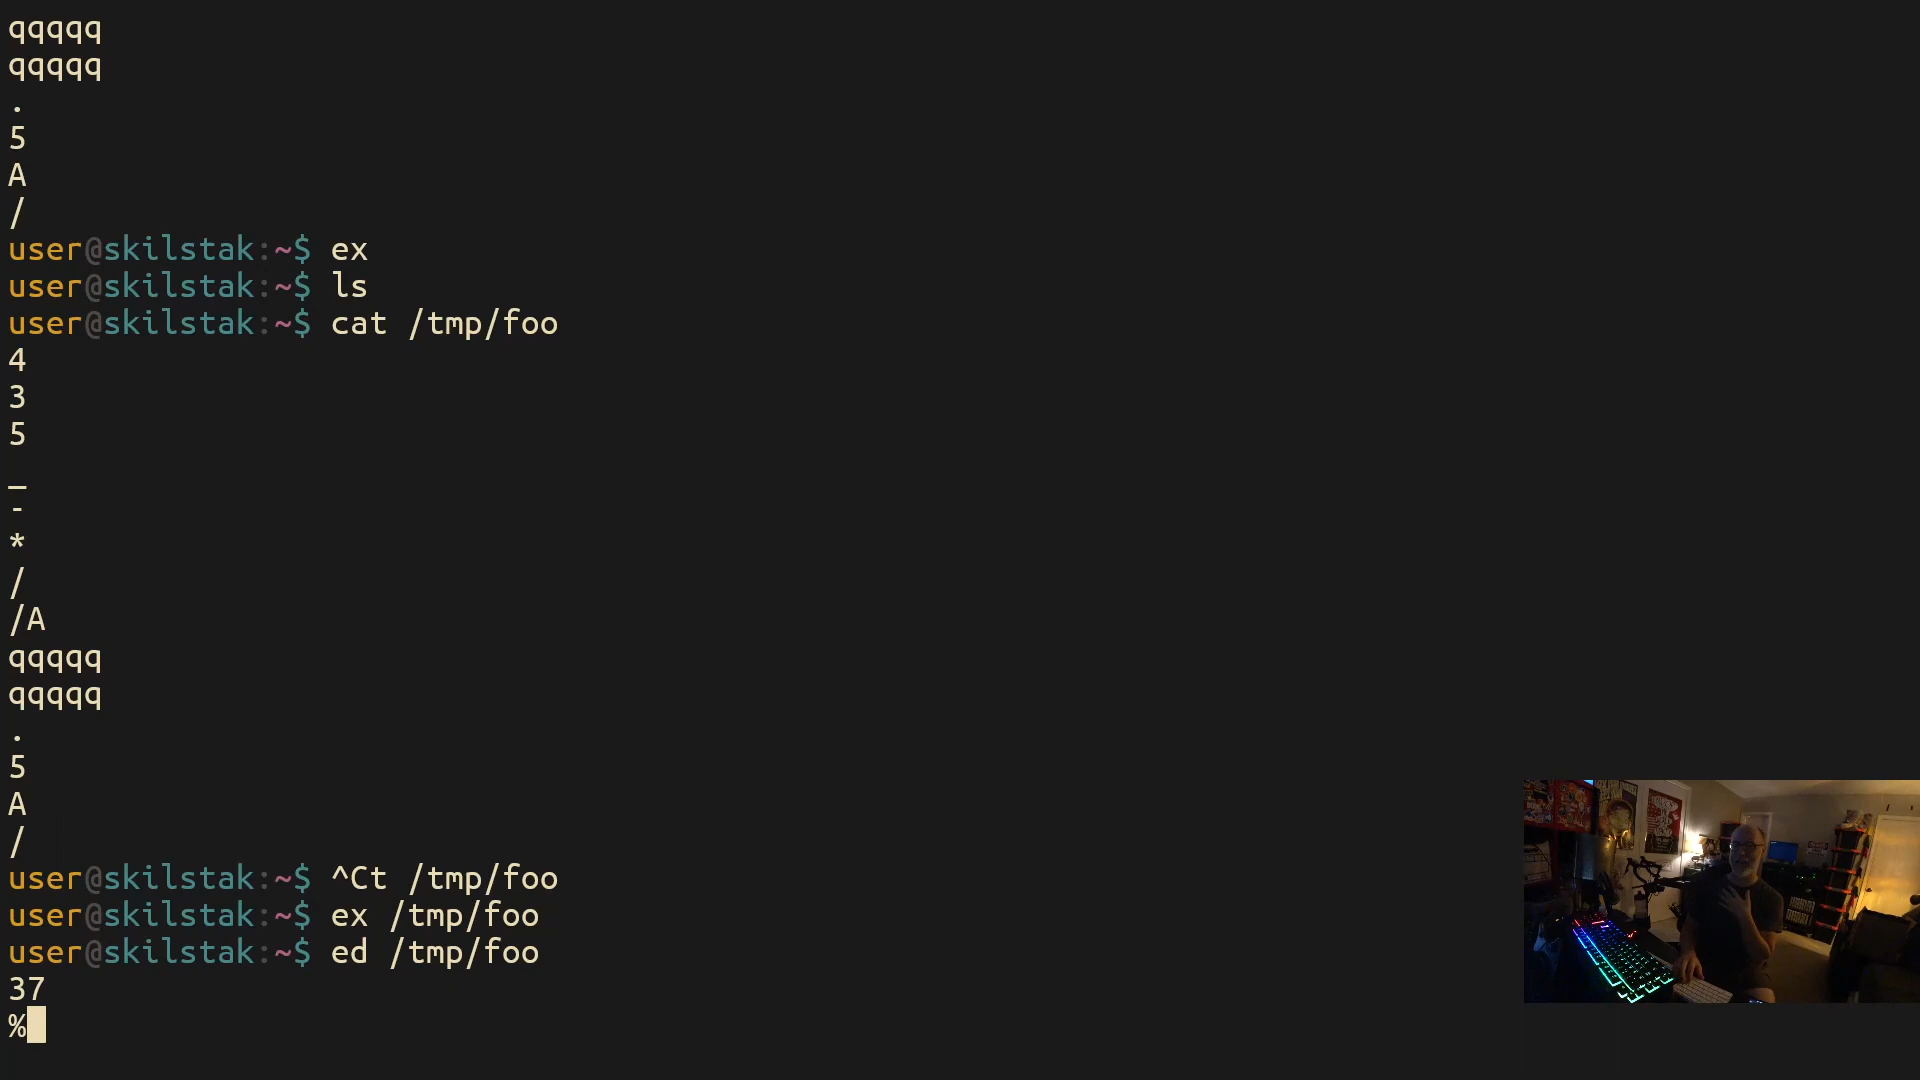 qqqqq
qqqqq
.
5
A
/
user@skilstak:~$ ex
user@skilstak:~$ ls
user@skilstak:~$ cat /tmp/foo
4
3
5
_
-
*
/
/A
qqqqq
qqqqq
.
5
A
/
user@skilstak:~$ ^Ct /tmp/foo
user@skilstak:~$ ex /tmp/foo
user@skilstak:~$ ed /tmp/foo
37
%